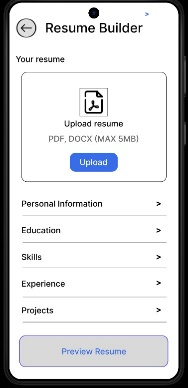 >
Resume Builder
Your resume
Upload resume
PDF, DOCX (MAX 5MB)
Upload
Personal Information >
Education >
Skills >
Experience >
Projects >
Preview Resume